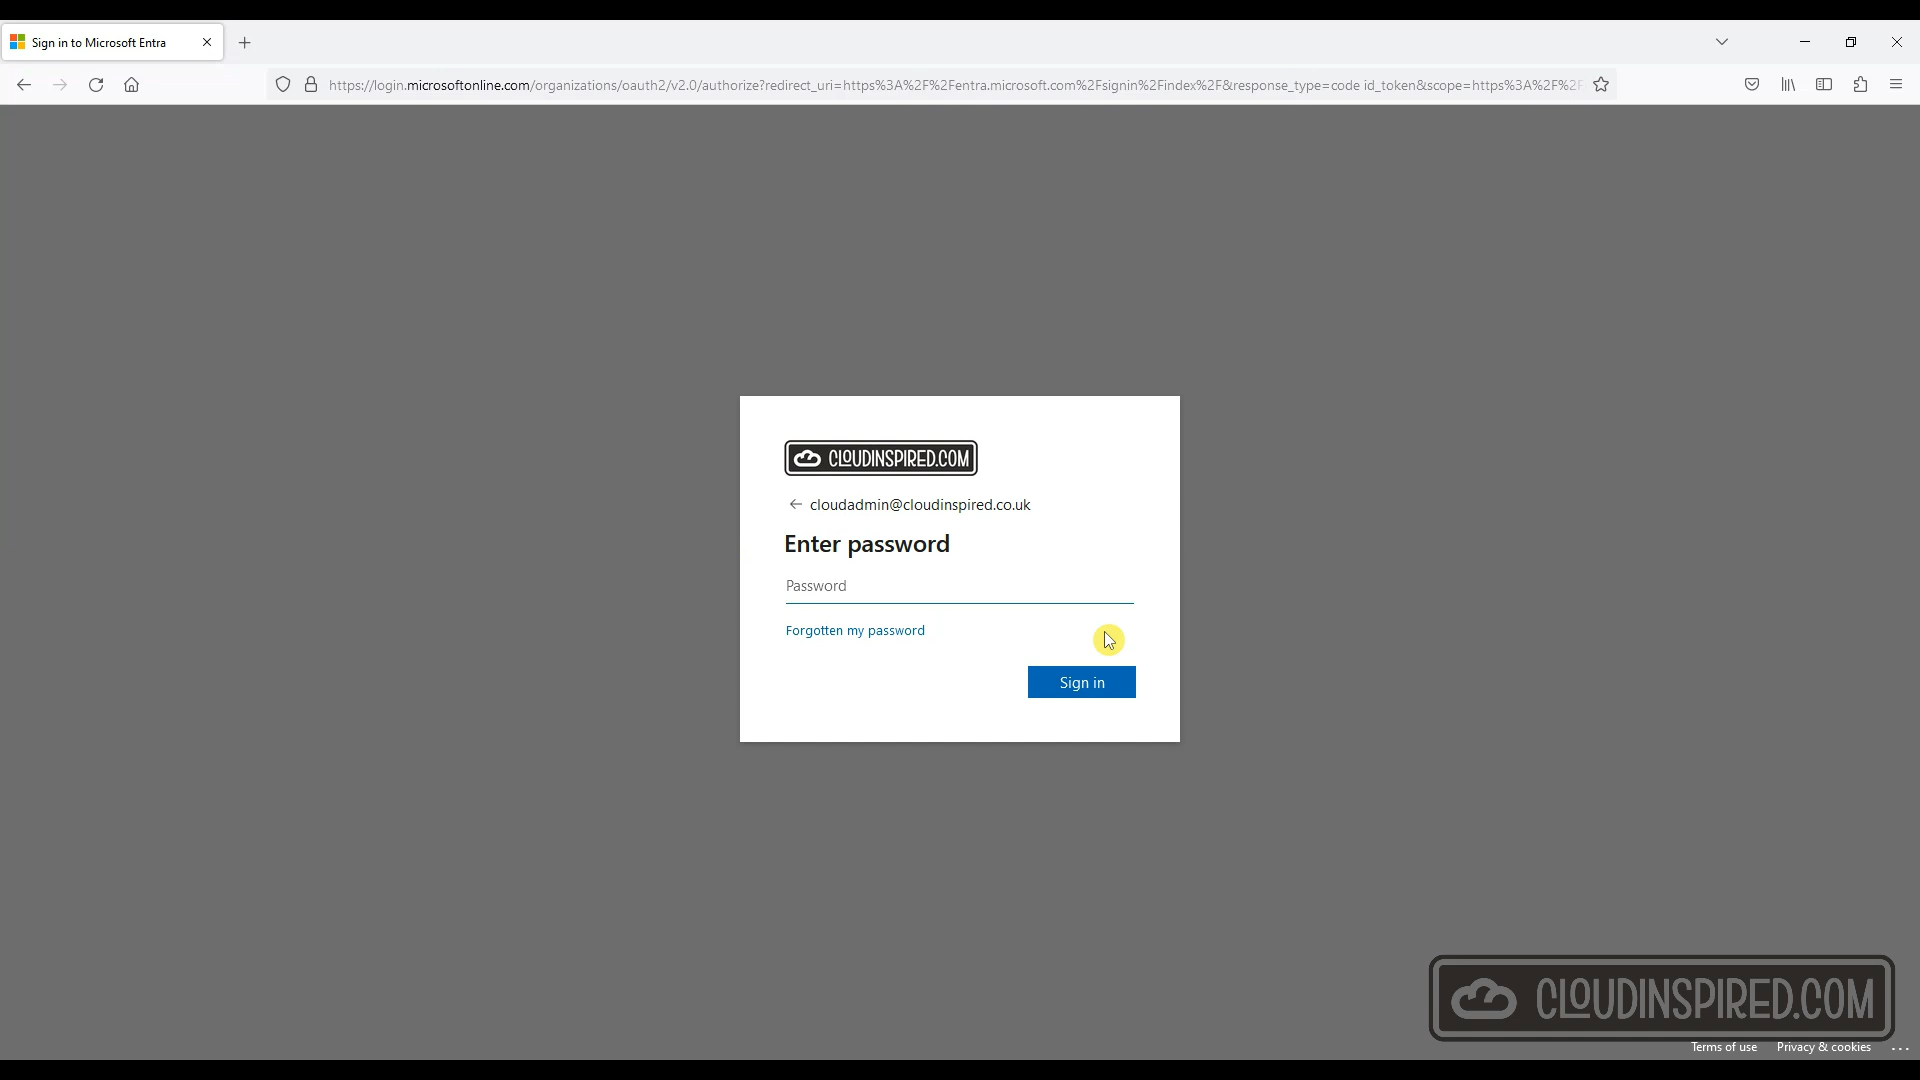 Sign in to Microsoft Entra
https://login.microsoftonline.com/organizations/oauth2/v2.0/authorize?redirect_uri=https%3A%2F%2Fentra.microsoft.com%2Fsignin%2Findex%2F&response_type=code id_token&scope=https%3A%2F%2F
CLOUDINSPIRED.COM
cloudadmin@cloudinspired.co.uk
Enter password
Password
Forgotten my password
Sign in
CLOUDINSPIRED.COM
Terms of use Privacy & cookies ...